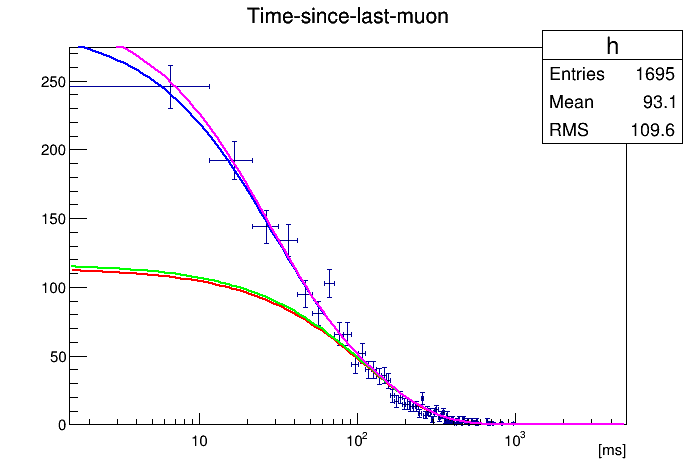 Time-since-last-muon
h
Entries 1695
Mean 93.1
RMS 109.6
250
200
150
100
50
0
10 10² 10³
[ms]